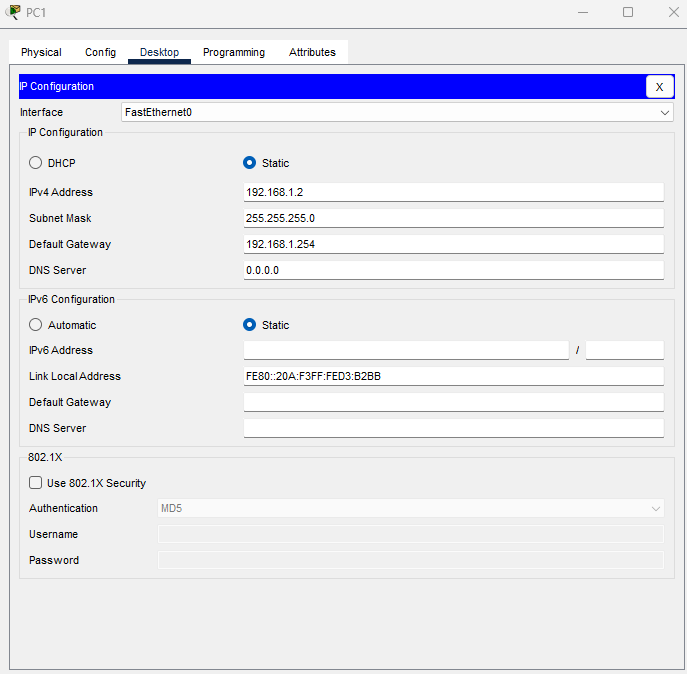 PC1
Physical Config Desktop Programming Attributes
IP Configuration X
Interface FastEthernet0
IP Configuration
DHCP Static
IPv4 Address 192.168.1.2
Subnet Mask 255.255.255.0
Default Gateway 192.168.1.254
DNS Server 0.0.0.0
IPv6 Configuration
Automatic Static
IPv6 Address /
Link Local Address FE80::20A:F3FF:FED3:B2BB
Default Gateway
DNS Server
802.1X
Use 802.1X Security
Authentication MD5
Username
Password